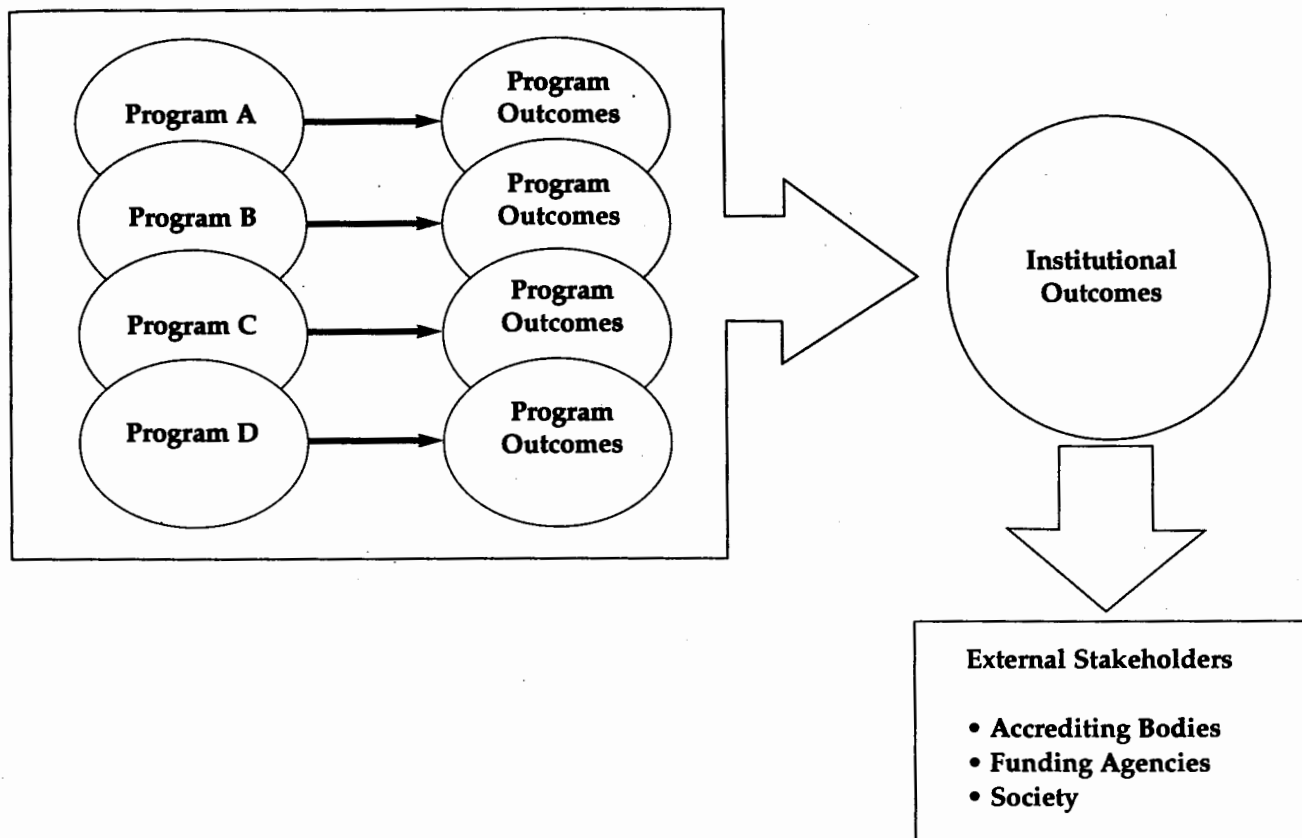 Program A
Program
Outcomes
Program B
Program
Outcomes
Program C
Program
Outcomes
Program D
Program
Outcomes
Institutional
Outcomes
External Stakeholders
• Accrediting Bodies
• Funding Agencies
• Society